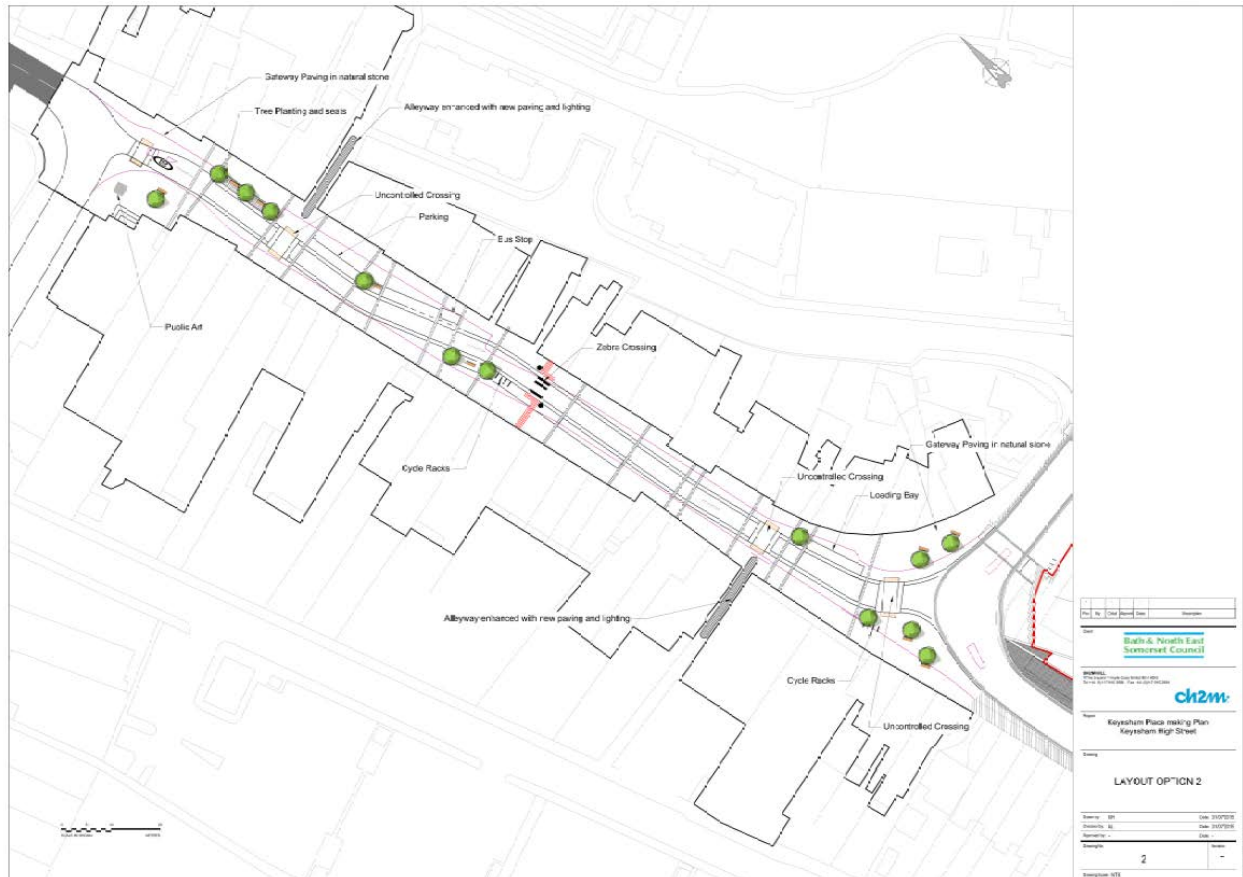 Gateway Paving in natural stone
Tree Planting and seats
Alleyway enhanced with new paving and lighting
Uncontrolled Crossing
Parking
Bus Stop
Public Art
Zebra Crossing
Cycle Racks
Gateway Paving in natural stone
Uncontrolled Crossing
Loading Bay
Alleyway enhanced with new paving and lighting
Cycle Racks
Uncontrolled Crossing
Bath & North East
Somerset Council
ch2m:
Keynsham Place making Plan
Keynsham High Street
LAYOUT OPTION 2
2